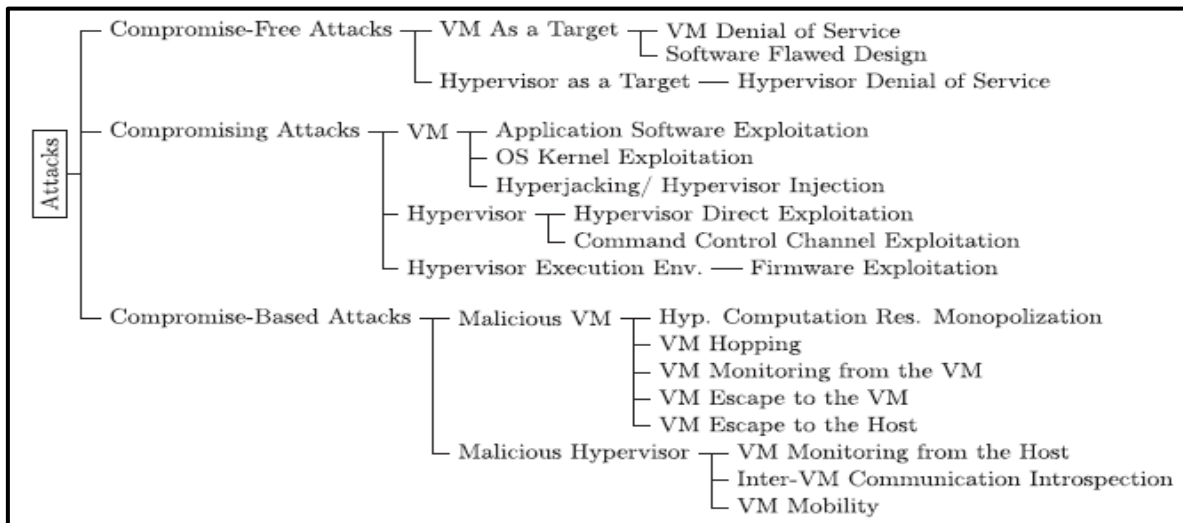 Attacks
Compromise-Free Attacks
VM As a Target
VM Denial of Service
Software Flawed Design
Hypervisor as a Target
Hypervisor Denial of Service
Compromising Attacks
VM
Application Software Exploitation
OS Kernel Exploitation
Hyperjacking/ Hypervisor Injection
Hypervisor
Hypervisor Direct Exploitation
Command Control Channel Exploitation
Hypervisor Execution Env.
Firmware Exploitation
Compromise-Based Attacks
Malicious VM
Hyp. Computation Res. Monopolization
VM Hopping
VM Monitoring from the VM
VM Escape to the VM
VM Escape to the Host
Malicious Hypervisor
VM Monitoring from the Host
Inter-VM Communication Introspection
VM Mobility